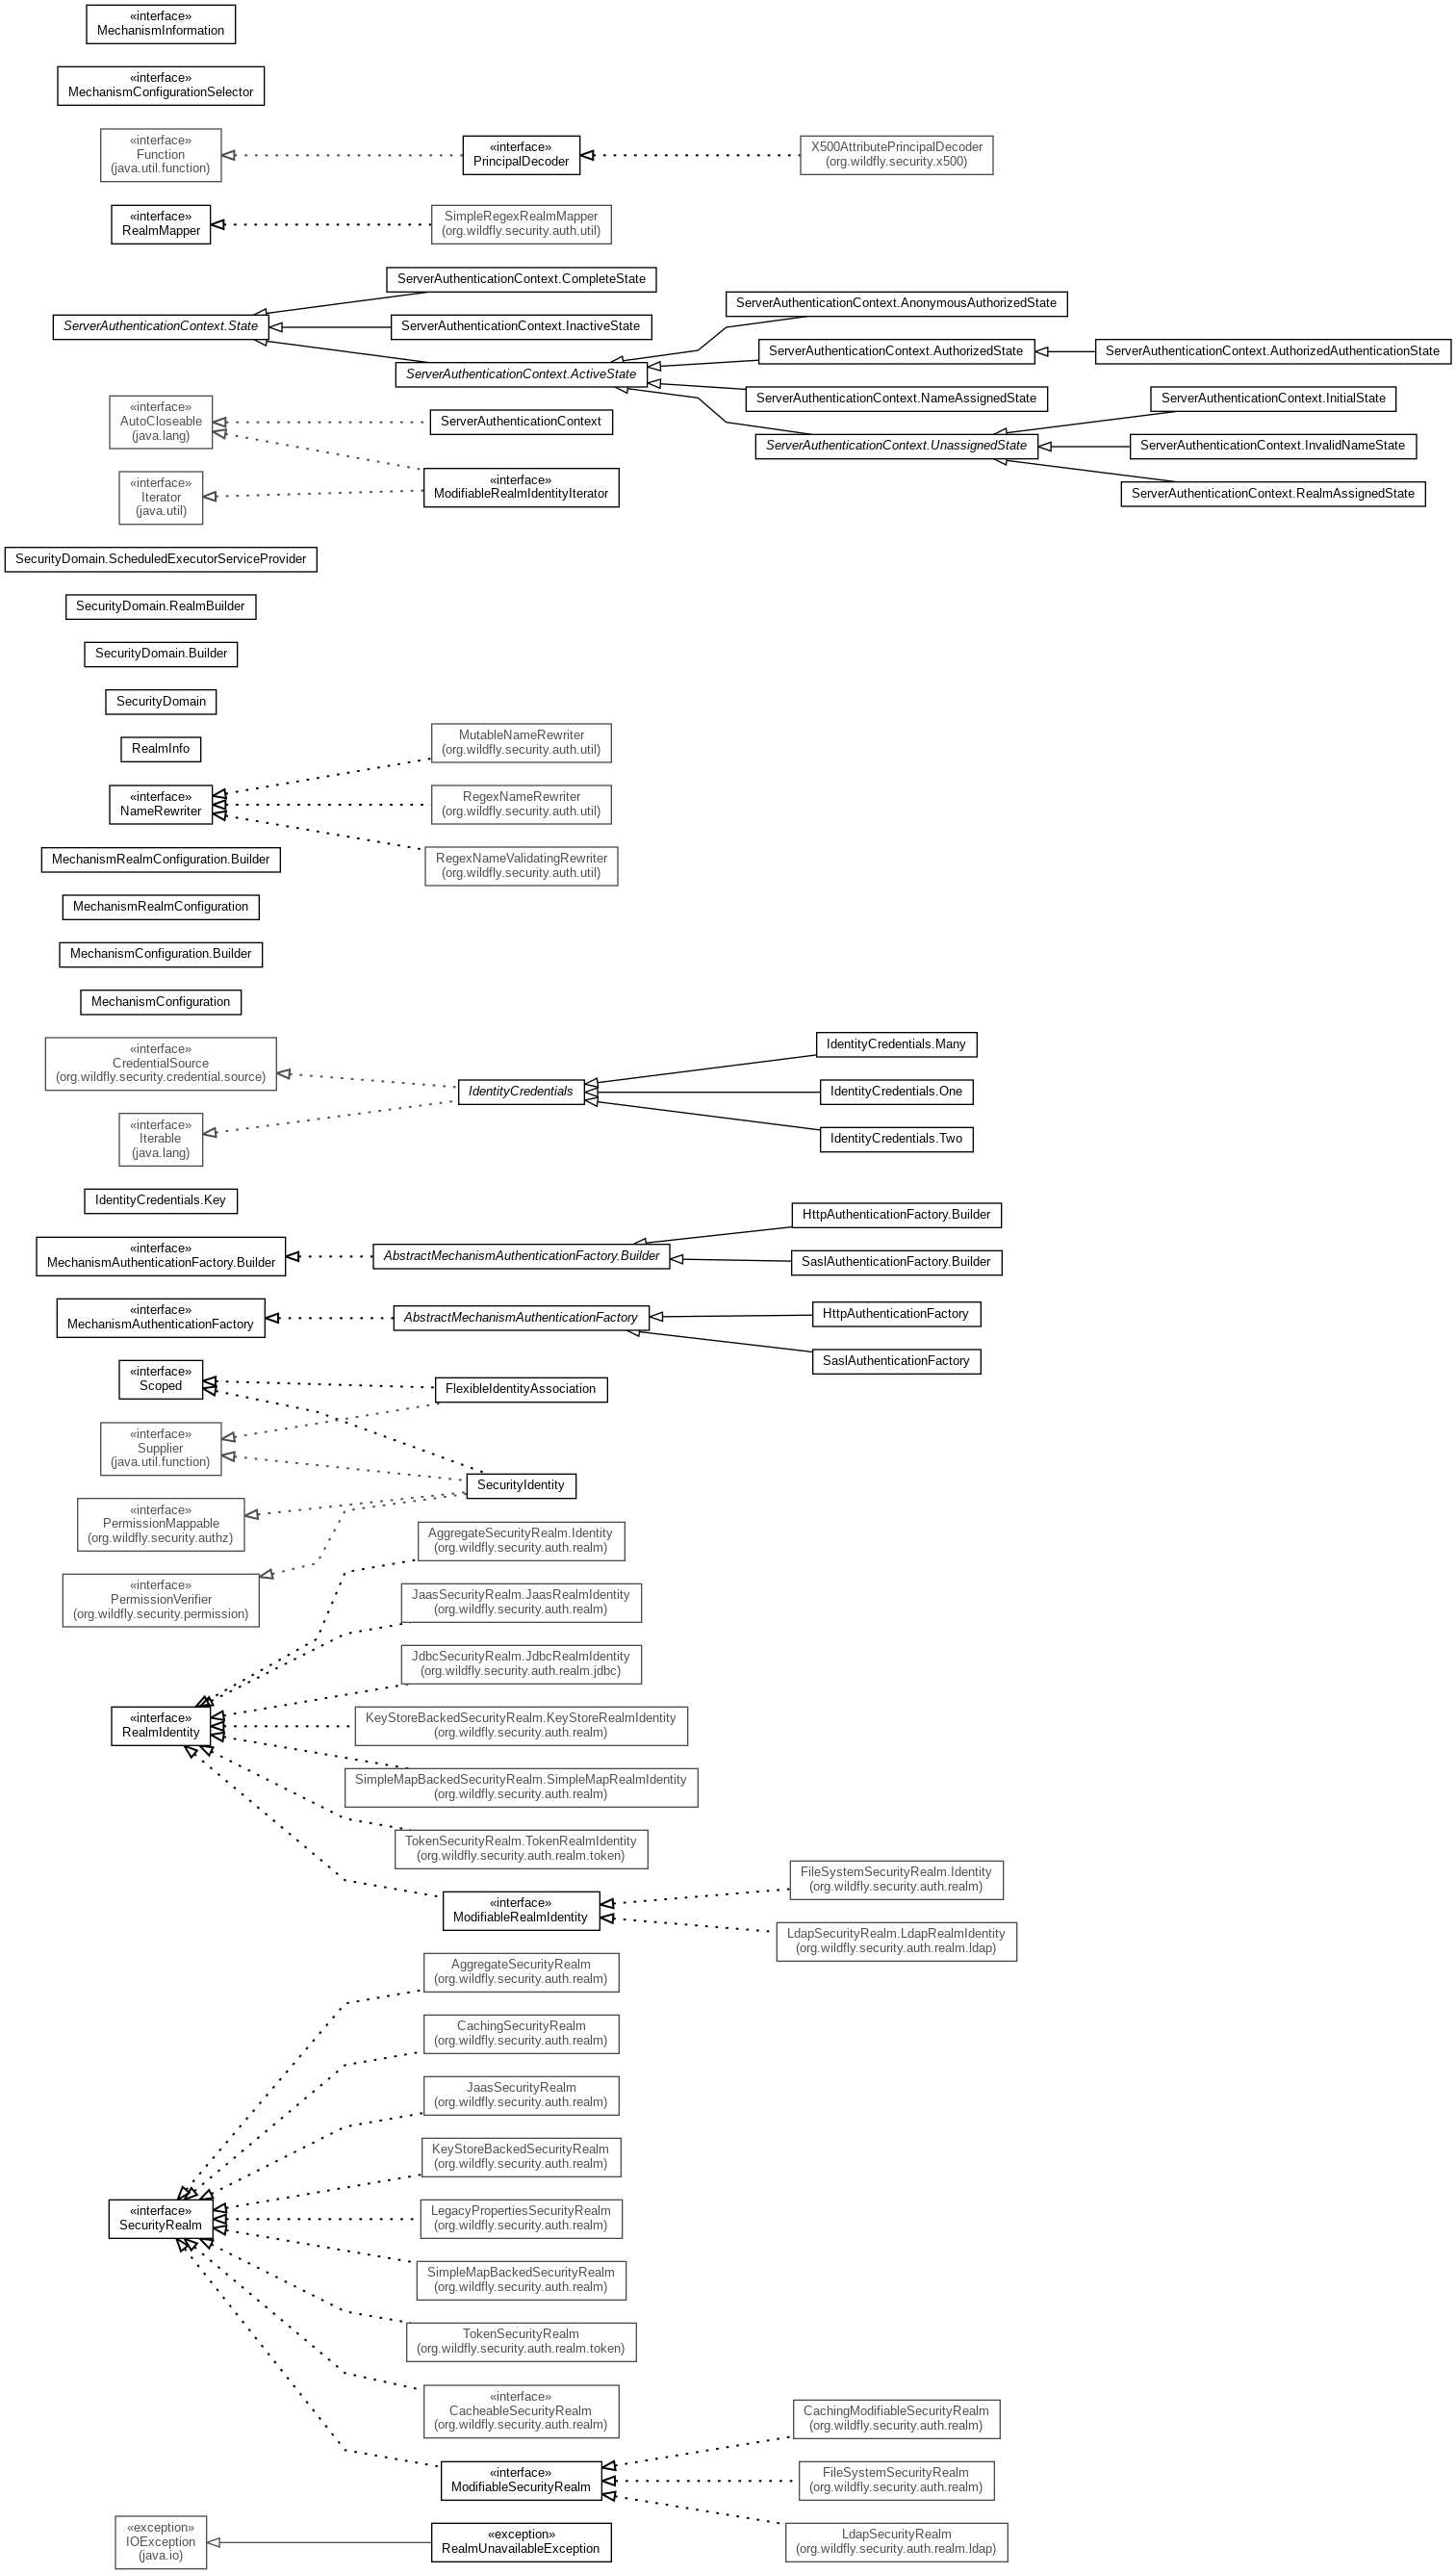 «interface»
MechanismInformation
«interface»
MechanismConfigurationSelector
«interface»
Function
(java.util.function)
«interface»
PrincipalDecoder
X500AttributePrincipalDecoder
(org.wildfly.security.x500)
«interface»
RealmMapper
SimpleRegexRealmMapper
(org.wildfly.security.auth.util)
ServerAuthenticationContext.CompleteState
ServerAuthenticationContext.State
ServerAuthenticationContext.InactiveState
ServerAuthenticationContext.ActiveState
ServerAuthenticationContext.AnonymousAuthorizedState
ServerAuthenticationContext.AuthorizedState
ServerAuthenticationContext.AuthorizedAuthenticationState
ServerAuthenticationContext.NameAssignedState
ServerAuthenticationContext.UnassignedState
ServerAuthenticationContext.InitialState
ServerAuthenticationContext.InvalidNameState
ServerAuthenticationContext.RealmAssignedState
«interface»
AutoCloseable
(java.lang)
ServerAuthenticationContext
«interface»
Iterator
(java.util)
«interface»
ModifiableRealmIdentityIterator
SecurityDomain.ScheduledExecutorServiceProvider
SecurityDomain.RealmBuilder
SecurityDomain.Builder
SecurityDomain
RealmInfo
«interface»
NameRewriter
MutableNameRewriter
(org.wildfly.security.auth.util)
RegexNameRewriter
(org.wildfly.security.auth.util)
RegexNameValidatingRewriter
(org.wildfly.security.auth.util)
MechanismRealmConfiguration.Builder
MechanismRealmConfiguration
MechanismConfiguration.Builder
MechanismConfiguration
«interface»
CredentialSource
(org.wildfly.security.credential.source)
«interface»
Iterable
(java.lang)
IdentityCredentials
IdentityCredentials.Many
IdentityCredentials.One
IdentityCredentials.Two
IdentityCredentials.Key
«interface»
MechanismAuthenticationFactory.Builder
AbstractMechanismAuthenticationFactory.Builder
HttpAuthenticationFactory.Builder
SaslAuthenticationFactory.Builder
«interface»
MechanismAuthenticationFactory
AbstractMechanismAuthenticationFactory
HttpAuthenticationFactory
SaslAuthenticationFactory
«interface»
Scoped
FlexibleIdentityAssociation
«interface»
Supplier
(java.util.function)
SecurityIdentity
«interface»
PermissionMappable
(org.wildfly.security.authz)
«interface»
PermissionVerifier
(org.wildfly.security.permission)
AggregateSecurityRealm.Identity
(org.wildfly.security.auth.realm)
JaasSecurityRealm.JaasRealmIdentity
(org.wildfly.security.auth.realm)
JdbcSecurityRealm.JdbcRealmIdentity
(org.wildfly.security.auth.realm.jdbc)
«interface»
RealmIdentity
KeyStoreBackedSecurityRealm.KeyStoreRealmIdentity
(org.wildfly.security.auth.realm)
SimpleMapBackedSecurityRealm.SimpleMapRealmIdentity
(org.wildfly.security.auth.realm)
TokenSecurityRealm.TokenRealmIdentity
(org.wildfly.security.auth.realm.token)
«interface»
ModifiableRealmIdentity
FileSystemSecurityRealm.Identity
(org.wildfly.security.auth.realm)
LdapSecurityRealm.LdapRealmIdentity
(org.wildfly.security.auth.realm.ldap)
AggregateSecurityRealm
(org.wildfly.security.auth.realm)
CachingSecurityRealm
(org.wildfly.security.auth.realm)
JaasSecurityRealm
(org.wildfly.security.auth.realm)
KeyStoreBackedSecurityRealm
(org.wildfly.security.auth.realm)
«interface»
SecurityRealm
LegacyPropertiesSecurityRealm
(org.wildfly.security.auth.realm)
SimpleMapBackedSecurityRealm
(org.wildfly.security.auth.realm)
TokenSecurityRealm
(org.wildfly.security.auth.realm.token)
«interface»
CacheableSecurityRealm
(org.wildfly.security.auth.realm)
«interface»
ModifiableSecurityRealm
CachingModifiableSecurityRealm
(org.wildfly.security.auth.realm)
FileSystemSecurityRealm
(org.wildfly.security.auth.realm)
LdapSecurityRealm
(org.wildfly.security.auth.realm.ldap)
«exception»
IOException
(java.io)
«exception»
RealmUnavailableException